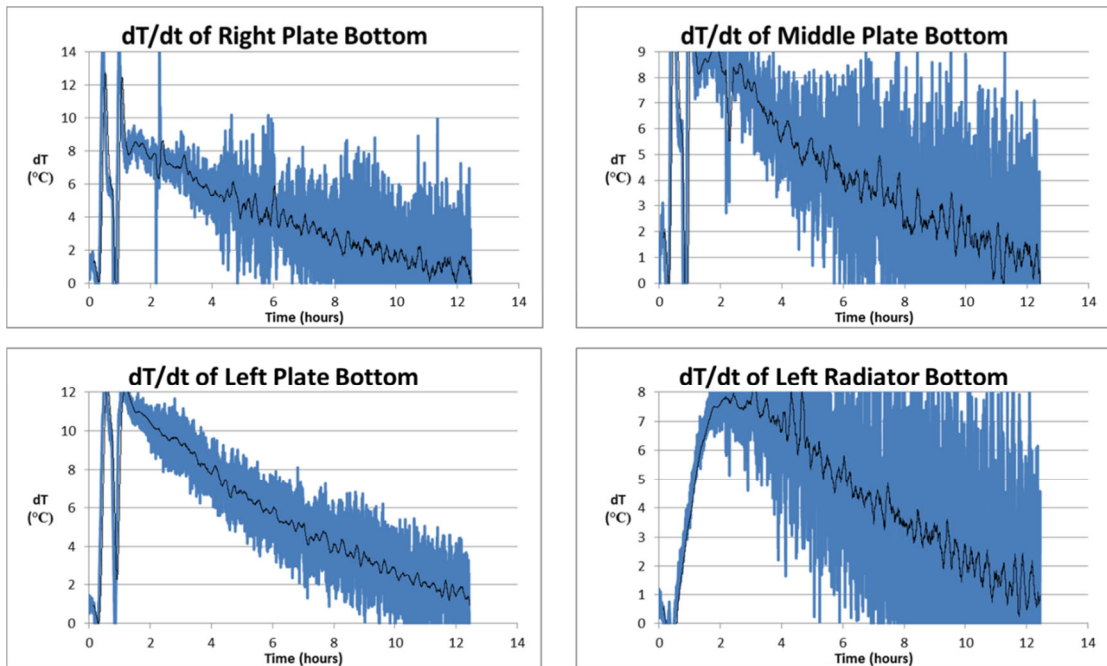 dT/dt of Right Plate Bottom
14
12
10
8
6
4
2
0
dT
(°C)
0 2 4 6 8 10 12 14
Time (hours)
dT/dt of Middle Plate Bottom
9
8
7
6
5
4
3
2
1
0
dT
(°C)
0 2 4 6 8 10 12 14
Time (hours)
dT/dt of Left Plate Bottom
12
10
8
6
4
2
0
dT
(°C)
0 2 4 6 8 10 12 14
Time (hours)
dT/dt of Left Radiator Bottom
8
7
6
5
4
3
2
1
0
dT
(°C)
0 2 4 6 8 10 12 14
Time (hours)